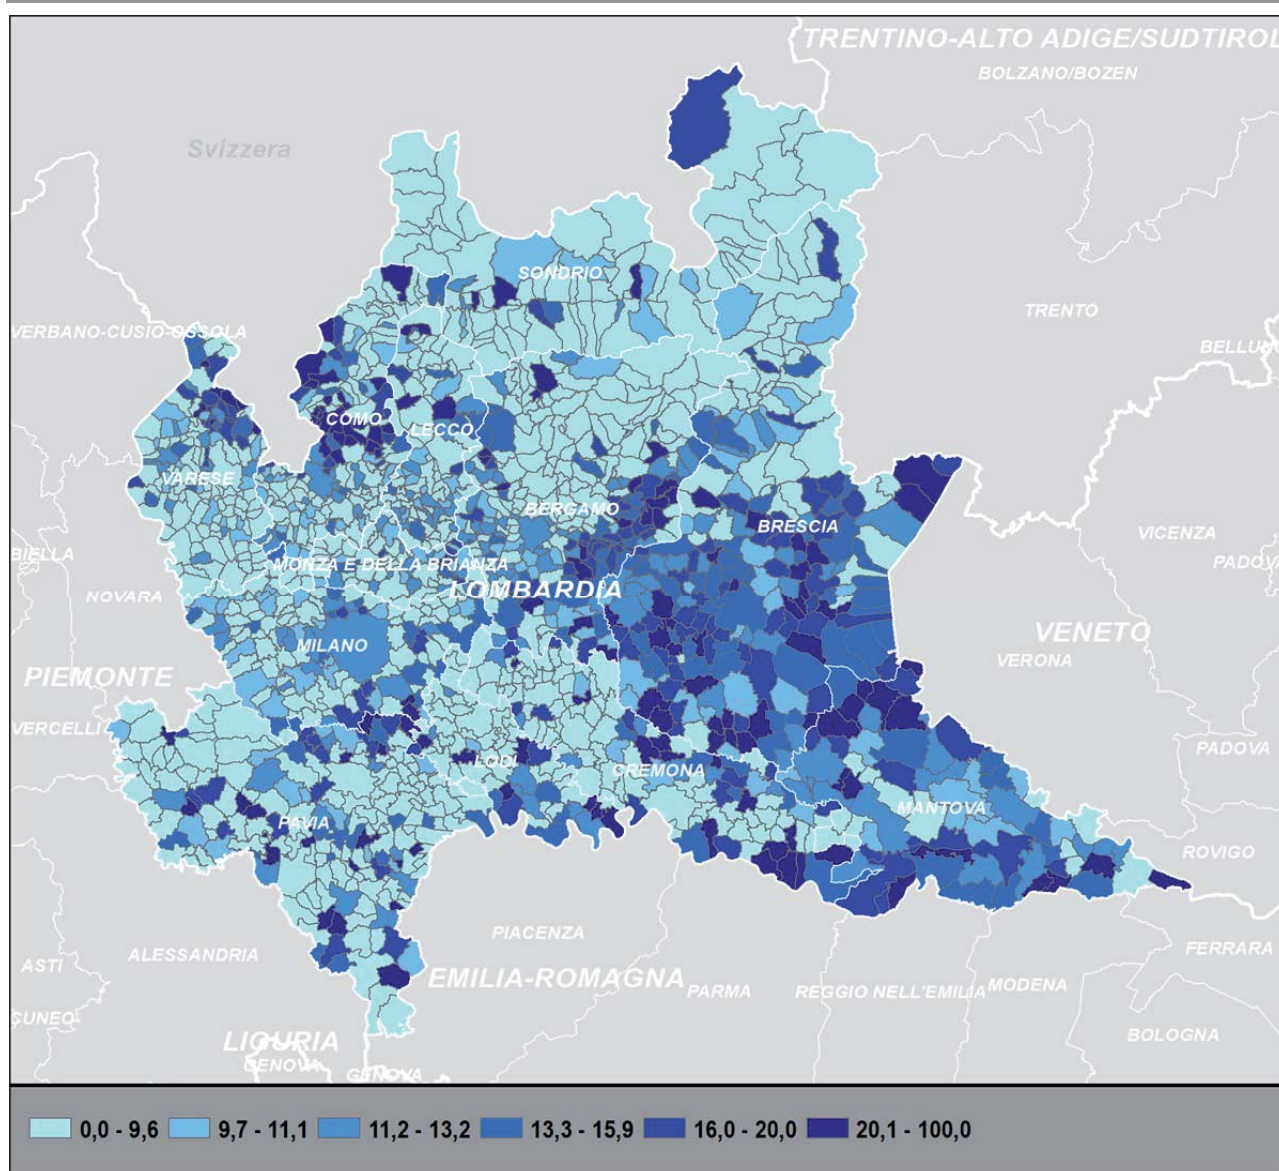 TRENTINO-ALTO ADIGE/SUDTIROL
BOLZANO/BOZEN
Svizzera
SONDRIO
TRENTO
VERBANO-CUSIO-OSSOLA
BELLUNO
COMO
LECCO
VARESE
BERGAMO
BRESCIA
VICENZA
BIELLA
PADOVA
MONZA E DELLA BRIANZA
LOMBARDIA
NOVARA
VENETO
MILANO
VERONA
PIEMONTE
VERCELLI
PADOVA
LODI
CREMONA
MANTOVA
PAVIA
ROVIGO
PIACENZA
FERRARA
ALESSANDRIA
ASTI
EMILIA-ROMAGNA
PARMA
REGGIO NELL'EMILIA
MODENA
CUNEO
BOLOGNA
LIGURIA
GENOVA
GENOVA
0,0 - 9,6
9,7 - 11,1
11,2 - 13,2
13,3 - 15,9
16,0 - 20,0
20,1 - 100,0